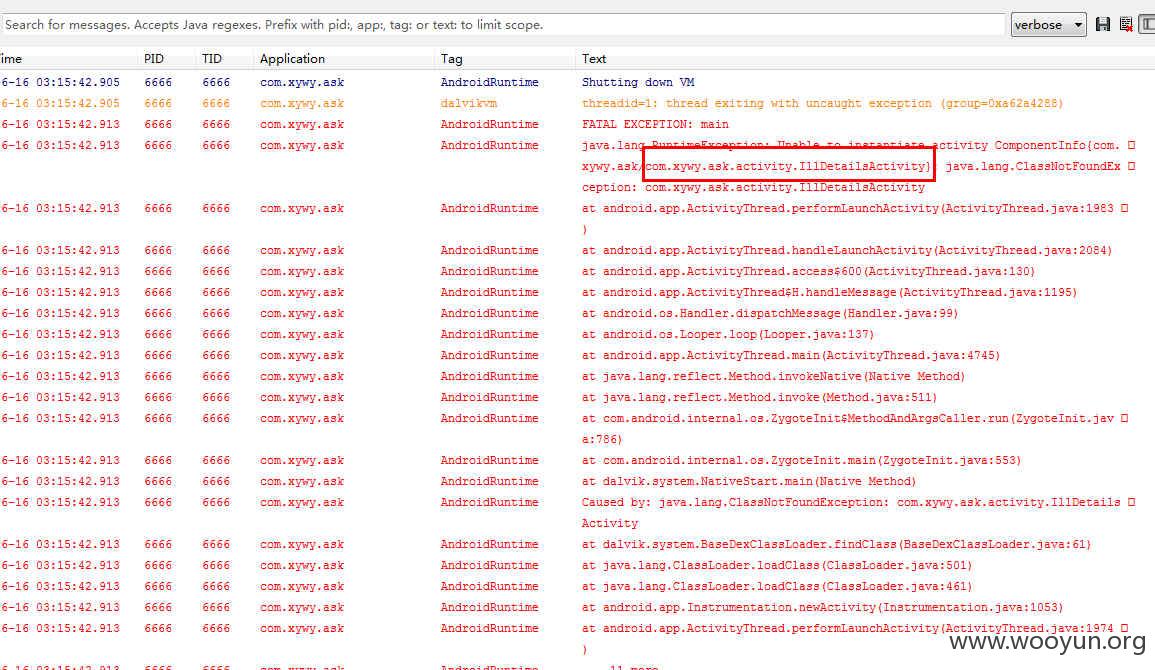 Search for messages. Accepts Java regexes. Prefix with pid:, app:, tag: or text: to limit scope.
verbose
ime PID TID Application Tag Text
6-16 03:15:42.905 6666 6666 com.xywy.ask AndroidRuntime Shutting down VM
6-16 03:15:42.905 6666 6666 com.xywy.ask dalvikvm threadid=1: thread exiting with uncaught exception (group=0xa62a4288)
6-16 03:15:42.913 6666 6666 com.xywy.ask AndroidRuntime FATAL EXCEPTION: main
6-16 03:15:42.913 6666 6666 com.xywy.ask AndroidRuntime java.lang.RuntimeException: Unable to instantiate activity ComponentInfo{com.
xywy.ask/com.xywy.ask.activity.IllDetailsActivity}: java.lang.ClassNotFoundEx
ception: com.xywy.ask.activity.IllDetailsActivity
6-16 03:15:42.913 6666 6666 com.xywy.ask AndroidRuntime at android.app.ActivityThread.performLaunchActivity(ActivityThread.java:1983
)
6-16 03:15:42.913 6666 6666 com.xywy.ask AndroidRuntime at android.app.ActivityThread.handleLaunchActivity(ActivityThread.java:2084)
6-16 03:15:42.913 6666 6666 com.xywy.ask AndroidRuntime at android.app.ActivityThread.access$600(ActivityThread.java:130)
6-16 03:15:42.913 6666 6666 com.xywy.ask AndroidRuntime at android.app.ActivityThread$H.handleMessage(ActivityThread.java:1195)
6-16 03:15:42.913 6666 6666 com.xywy.ask AndroidRuntime at android.os.Handler.dispatchMessage(Handler.java:99)
6-16 03:15:42.913 6666 6666 com.xywy.ask AndroidRuntime at android.os.Looper.loop(Looper.java:137)
6-16 03:15:42.913 6666 6666 com.xywy.ask AndroidRuntime at android.app.ActivityThread.main(ActivityThread.java:4745)
6-16 03:15:42.913 6666 6666 com.xywy.ask AndroidRuntime at java.lang.reflect.Method.invokeNative(Native Method)
6-16 03:15:42.913 6666 6666 com.xywy.ask AndroidRuntime at java.lang.reflect.Method.invoke(Method.java:511)
6-16 03:15:42.913 6666 6666 com.xywy.ask AndroidRuntime at com.android.internal.os.ZygoteInit$MethodAndArgsCaller.run(ZygoteInit.jav
a:786)
6-16 03:15:42.913 6666 6666 com.xywy.ask AndroidRuntime at com.android.internal.os.ZygoteInit.main(ZygoteInit.java:553)
6-16 03:15:42.913 6666 6666 com.xywy.ask AndroidRuntime at dalvik.system.NativeStart.main(Native Method)
6-16 03:15:42.913 6666 6666 com.xywy.ask AndroidRuntime Caused by: java.lang.ClassNotFoundException: com.xywy.ask.activity.IllDetails
Activity
6-16 03:15:42.913 6666 6666 com.xywy.ask AndroidRuntime at dalvik.system.BaseDexClassLoader.findClass(BaseDexClassLoader.java:61)
6-16 03:15:42.913 6666 6666 com.xywy.ask AndroidRuntime at java.lang.ClassLoader.loadClass(ClassLoader.java:501)
6-16 03:15:42.913 6666 6666 com.xywy.ask AndroidRuntime at java.lang.ClassLoader.loadClass(ClassLoader.java:461)
6-16 03:15:42.913 6666 6666 com.xywy.ask AndroidRuntime at android.app.Instrumentation.newActivity(Instrumentation.java:1053)
6-16 03:15:42.913 6666 6666 com.xywy.ask AndroidRuntime at android.app.ActivityThread.performLaunchActivity(ActivityThread.java:1974
)
www.wooyun.org
6-16 03:15:42.913 6666 6666 com.xywy.ask AndroidRuntime ... 11 more